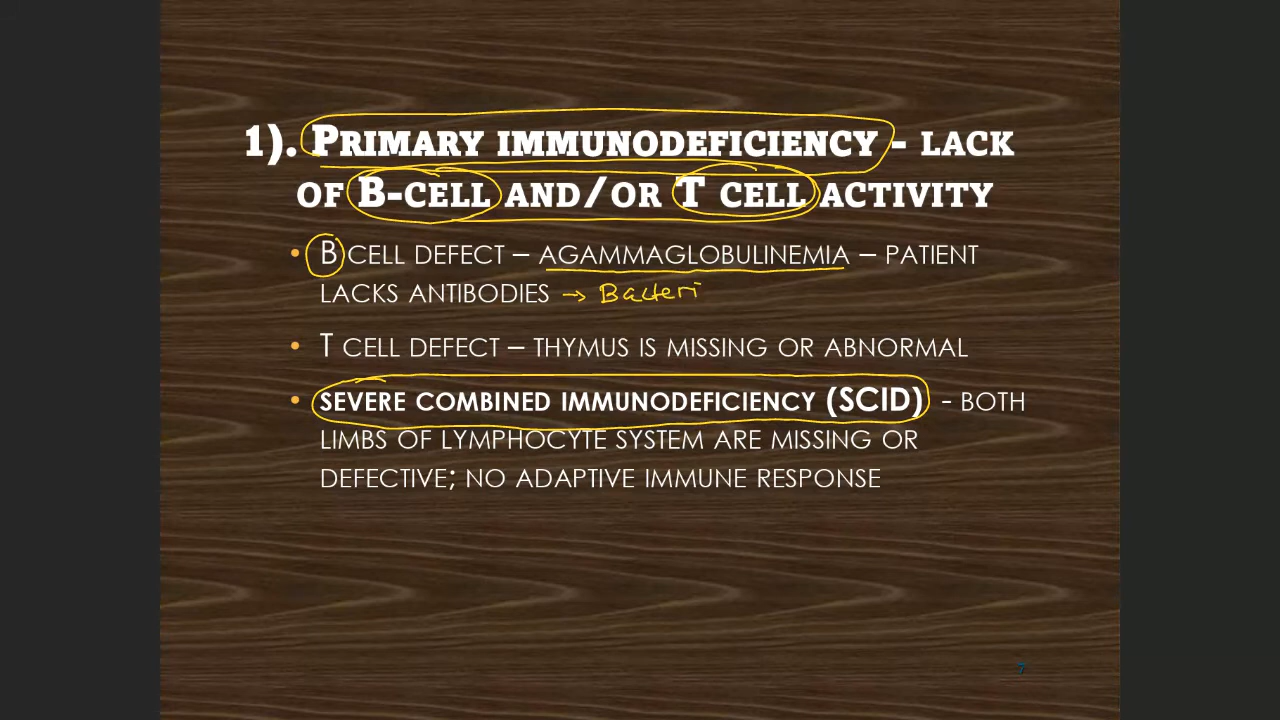 1). Primary immunodeficiency - lack
of B-cell and/or T cell activity
• B cell defect – agammaglobulinemia – patient
lacks antibodies → Bacteri
• T cell defect – thymus is missing or abnormal
• severe combined immunodeficiency (SCID) - both
limbs of lymphocyte system are missing or
defective; no adaptive immune response